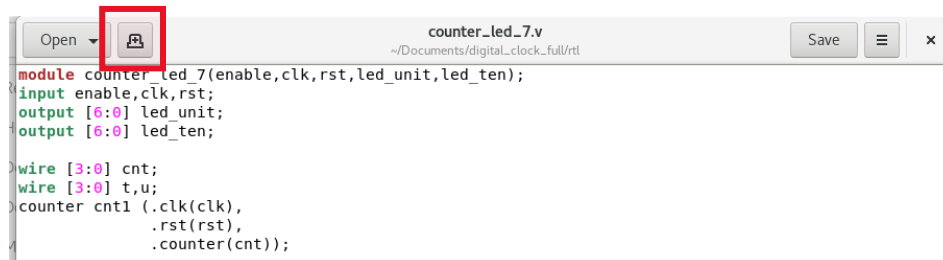 Open
counter_led_7.v
~/Documents/digital_clock_full/rtl
Save
module counter_led_7(enable,clk,rst,led_unit,led_ten);
input enable,clk,rst;
output [6:0] led_unit;
output [6:0] led_ten;
wire [3:0] cnt;
wire [3:0] t,u;
counter cnt1 (.clk(clk),
.rst(rst),
.counter(cnt));